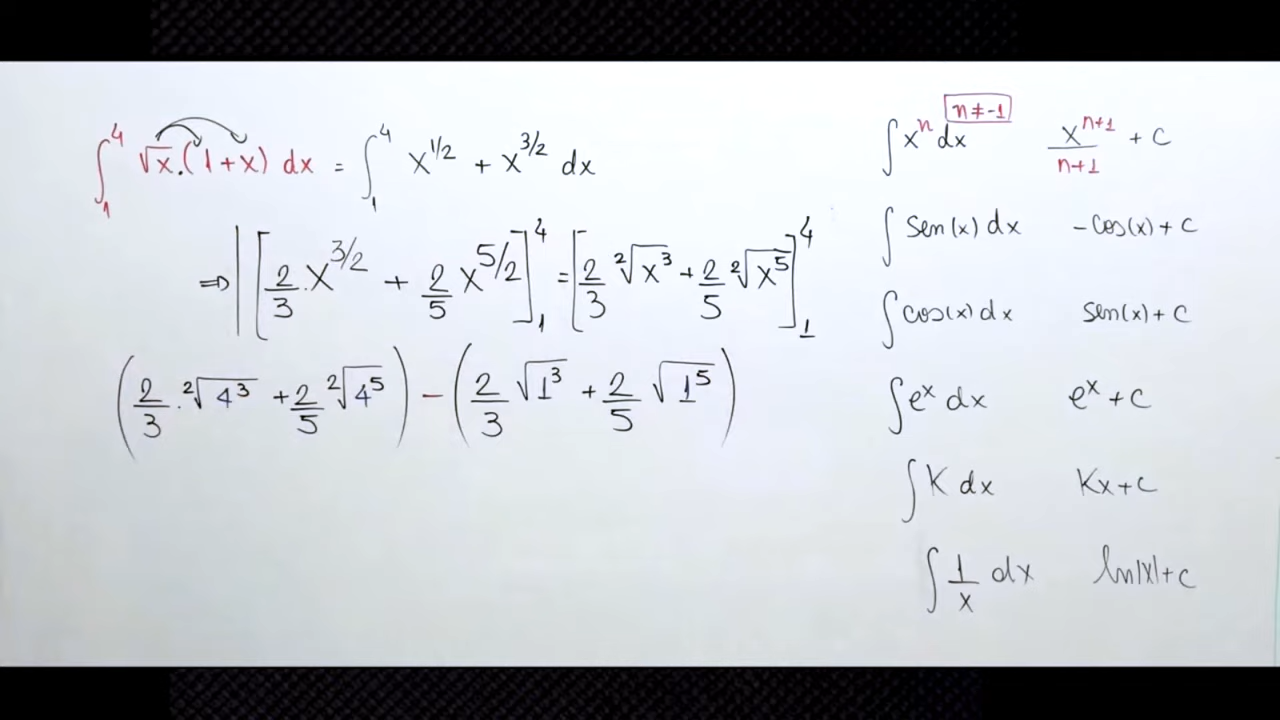 ∫₁⁴ √x.(1+x) dx = ∫₁⁴ x^{1/2} + x^{3/2} dx
⇒ | [2/3 . x^{3/2} + 2/5 x^{5/2}]₁⁴ = [2/3 ²√x³ + 2/5 ²√x⁵]₁⁴
(2/3 . ²√4³ + 2/5 ²√4⁵) − (2/3 √1³ + 2/5 √1⁵)
n≠-1
∫xⁿdx x^{n+1}/n+1 + C
∫ Sen(x) dx -Cos(x)+C
∫cos(x)dx Sen(x)+C
∫eˣ dx eˣ+C
∫K dx Kx+C
∫1/x dx ln|x|+C